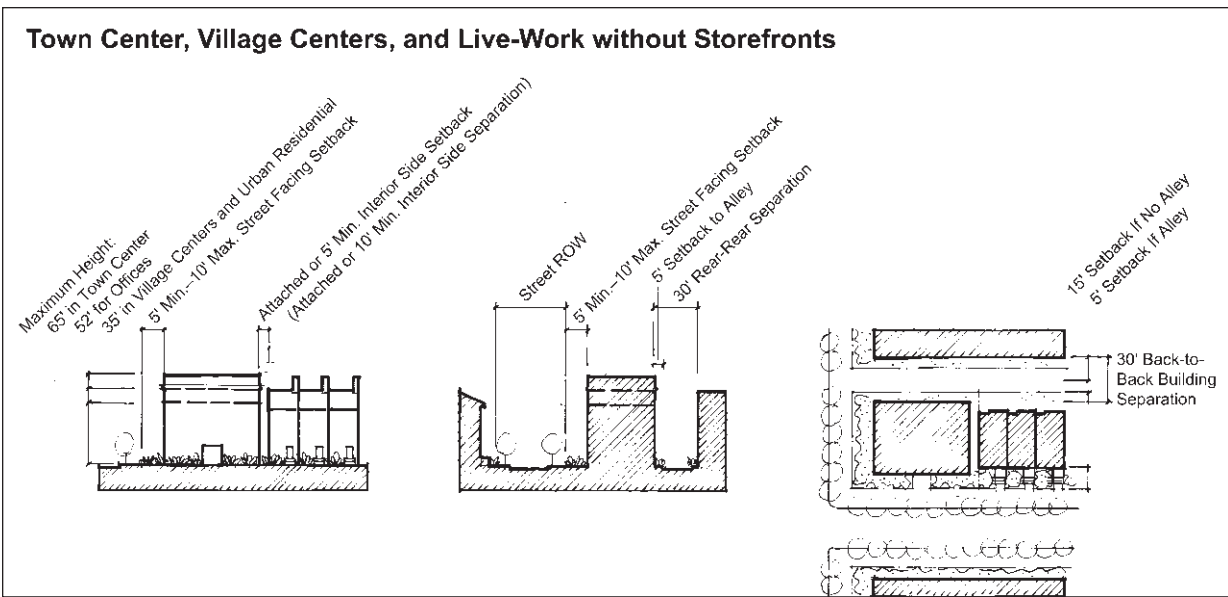 Town Center, Village Centers, and Live-Work without Storefronts
Maximum Height:
65' in Town Center
52' for Offices
35' in Village Centers and Urban Residential
5' Min.–10' Max. Street Facing Setback
Attached or 5' Min. Interior Side Setback
(Attached or 10' Min. Interior Side Separation)
Street ROW
5' Min.–10' Max. Street Facing Setback
5' Setback to Alley
30' Rear-Rear Separation
15' Setback If No Alley
5' Setback If Alley
30' Back-to-
Back Building
Separation